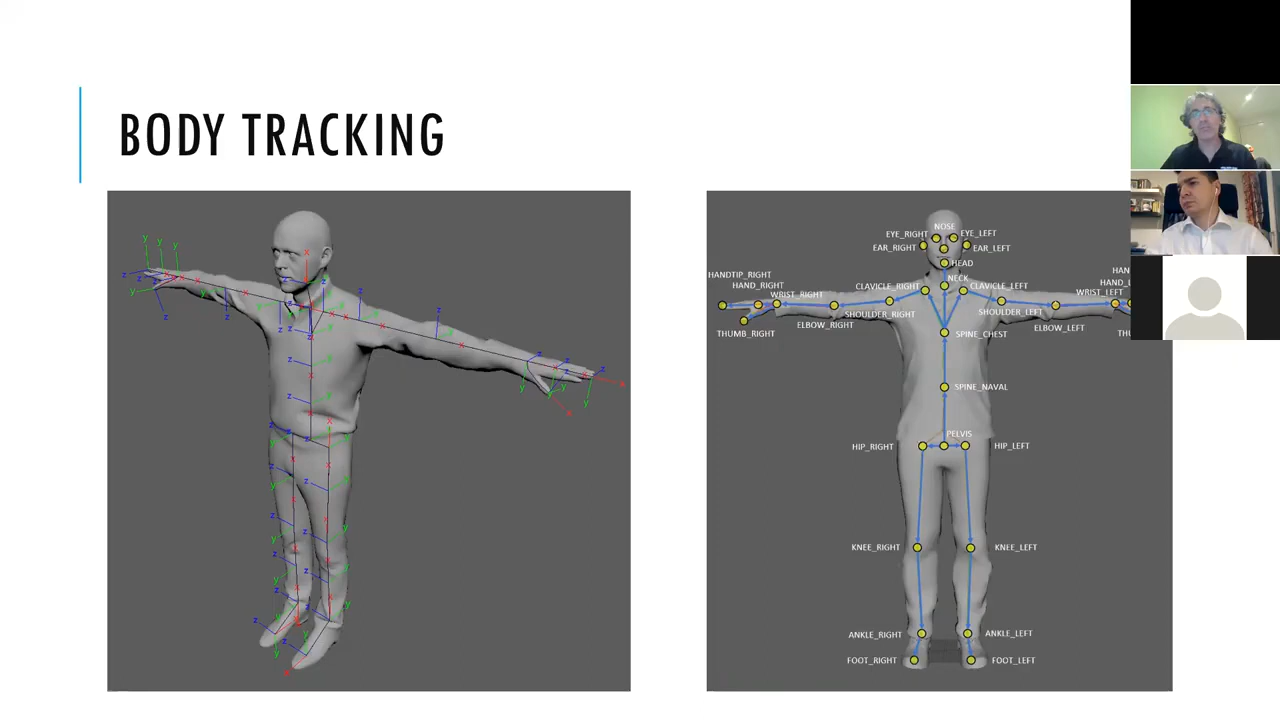 BODY TRACKING
NOSE
EYE_RIGHT
EYE_LEFT
EAR_RIGHT
EAR_LEFT
HEAD
NECK
HANDTIP_RIGHT
HAND_RIGHT
WRIST_RIGHT
CLAVICLE_RIGHT
CLAVICLE_LEFT
WRIST_LEFT
SHOULDER_RIGHT
SHOULDER_LEFT
ELBOW_RIGHT
ELBOW_LEFT
THUMB_RIGHT
SPINE_CHEST
SPINE_NAVAL
PELVIS
HIP_RIGHT
HIP_LEFT
KNEE_RIGHT
KNEE_LEFT
ANKLE_RIGHT
ANKLE_LEFT
FOOT_RIGHT
FOOT_LEFT